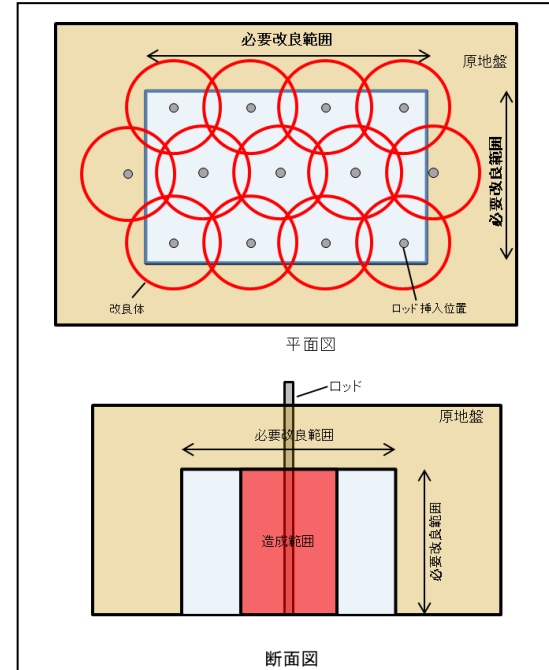 必要改良範囲
原地盤
必要改良範囲
改良体
ロッド挿入位置
平面図
ロッド
原地盤
必要改良範囲
造成範囲
必要改良範囲
断面図